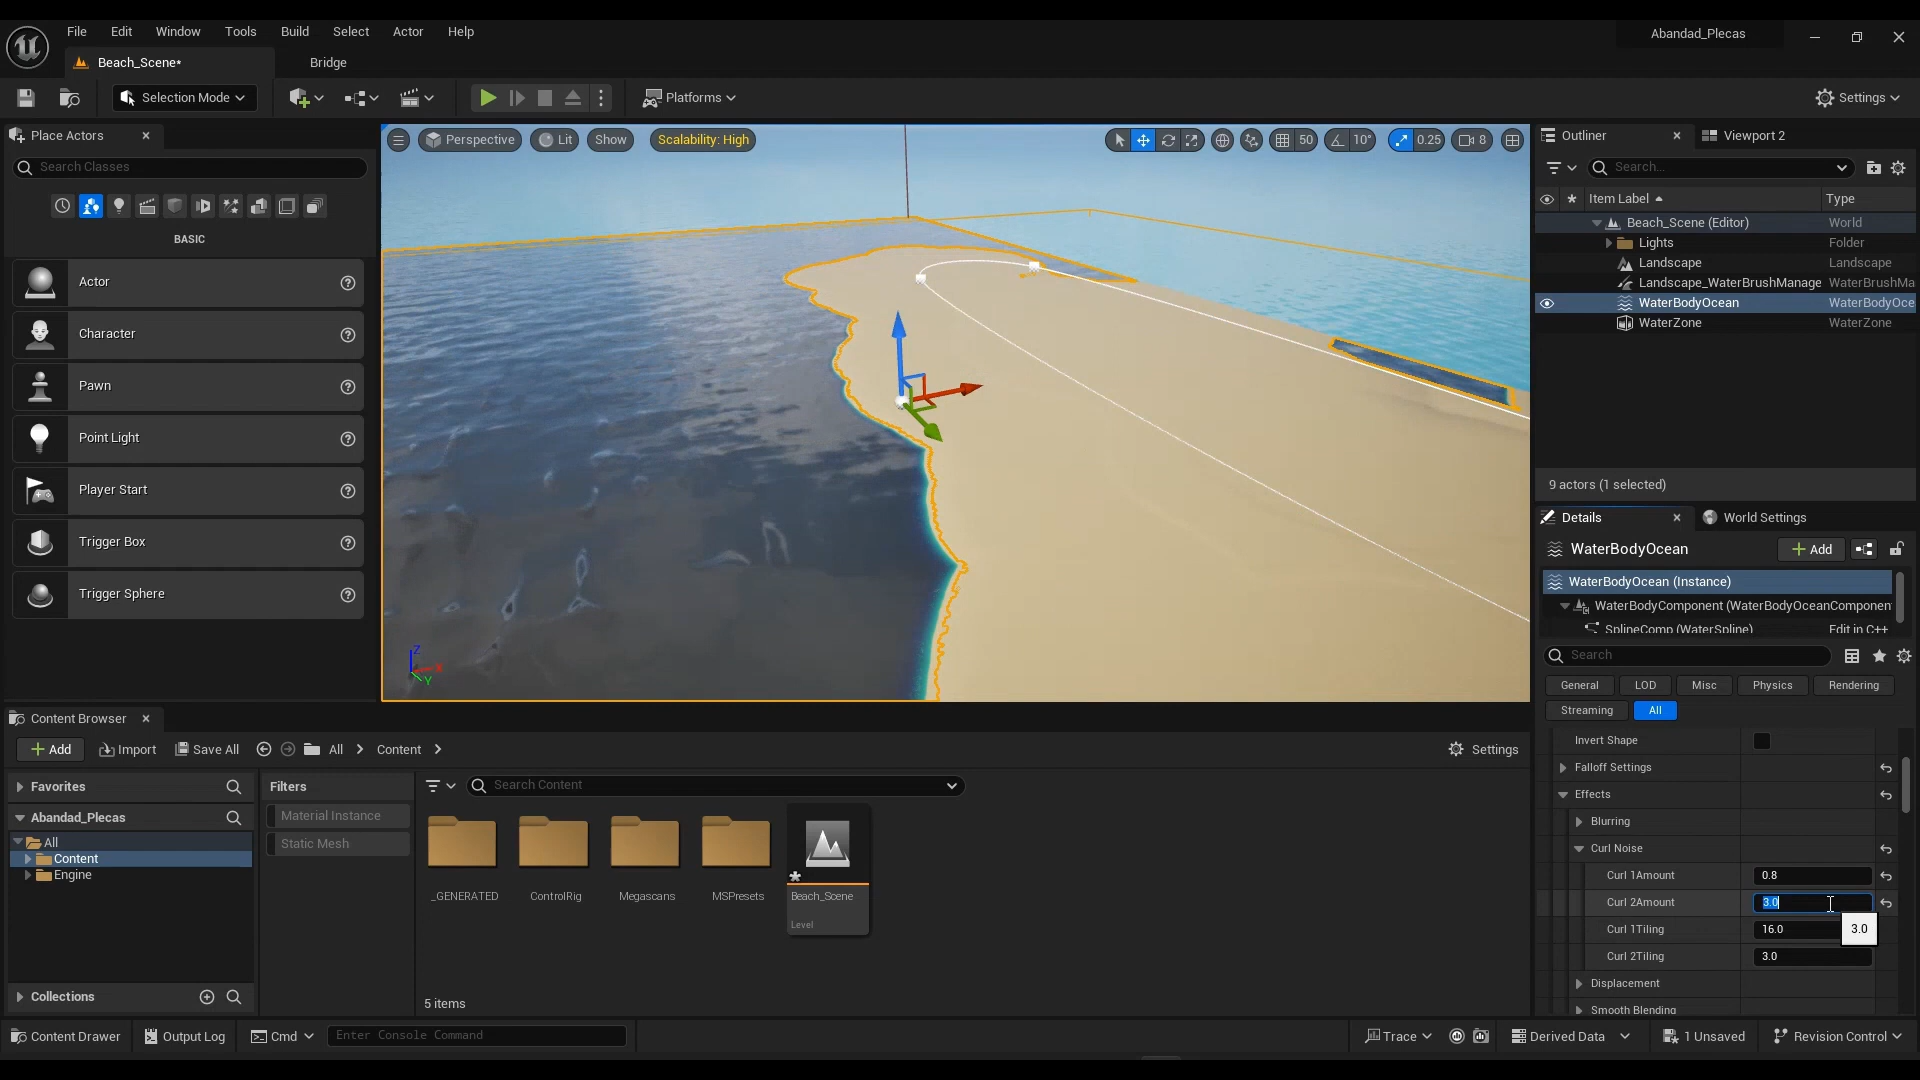 File Edit Window Tools Build Select Actor Help
Abandad_Plecas
Beach_Scene*
Bridge
Selection Mode
Platforms
Settings
Place Actors
Search Classes
BASIC
Actor
Character
Pawn
Point Light
Player Start
Trigger Box
Trigger Sphere
Perspective
Lit
Show
Scalability: High
50
10°
0.25
8
Z
X
Y
Outliner
Viewport 2
Search...
Item Label
Type
Beach_Scene (Editor) World
Lights Folder
Landscape Landscape
Landscape_WaterBrushManage WaterBrushMa
WaterBodyOcean WaterBodyOce
WaterZone WaterZone
9 actors (1 selected)
Details
World Settings
WaterBodyOcean
Add
WaterBodyOcean (Instance)
WaterBodyComponent (WaterBodyOceanComponen
SplineComp (WaterSpline) Edit in C++
Search
General LOD Misc Physics Rendering
Streaming All
Invert Shape
Falloff Settings
Effects
Blurring
Curl Noise
Curl 1Amount 0.8
Curl 2Amount 3.0
Curl 1Tiling 16.0
3.0
Curl 2Tiling 3.0
Displacement
Smooth Blending
Content Browser
Add
Import
Save All
All
Content
Settings
Favorites
Abandad_Plecas
All
Content
Engine
Collections
Filters
Material Instance
Static Mesh
Search Content
_GENERATED
ControlRig
Megascans
MSPresets
Beach_Scene
Level
5 items
Content Drawer
Output Log
Cmd
Enter Console Command
Trace
Derived Data
1 Unsaved
Revision Control